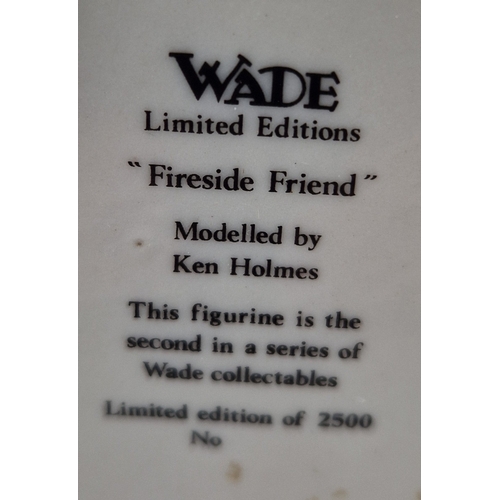 WADE
Limited Editions
"Fireside Friend"
Modelled by
Ken Holmes
This figurine is the
second in a series of
Wade collectables
Limited edition of 2500
No